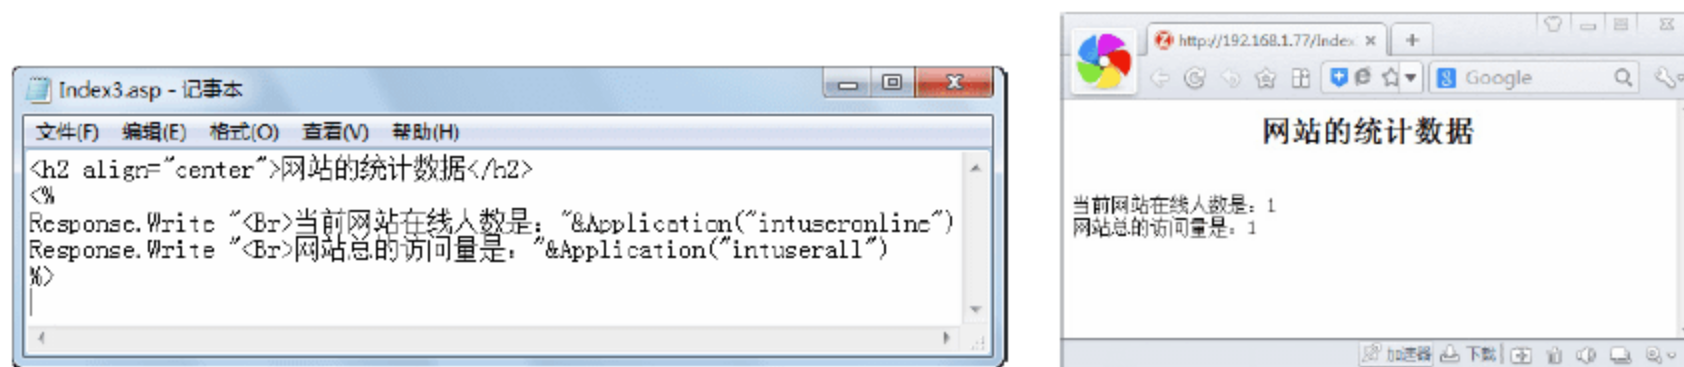 Index3.asp - 记事本
文件(F) 编辑(E) 格式(O) 查看(V) 帮助(H)
<h2 align="center">网站的统计数据</h2>
<%
Response.Write "<Br>当前网站在线人数是："&Application("intuseronline")
Response.Write "<Br>网站总的访问量是："&Application("intuserall")
%>
http://192.168.1.77/Index
Google
网站的统计数据
当前网站在线人数是：1
网站总的访问量是：1
加速器 下载